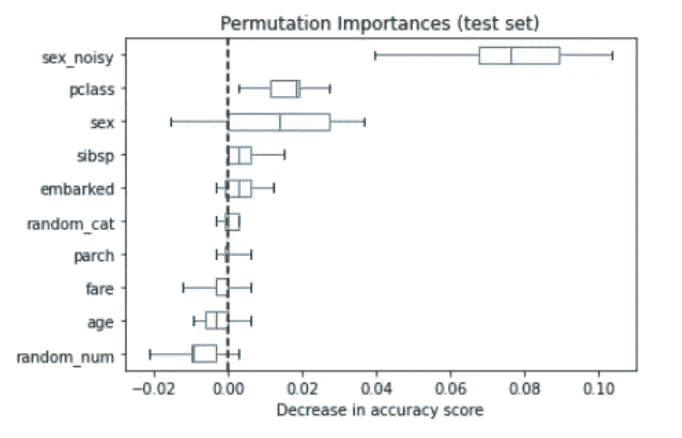 Permutation Importances (test set)
sex_noisy
pclass
sex
sibsp
embarked
random_cat
parch
fare
age
random_num
−0.02 0.00 0.02 0.04 0.06 0.08 0.10
Decrease in accuracy score